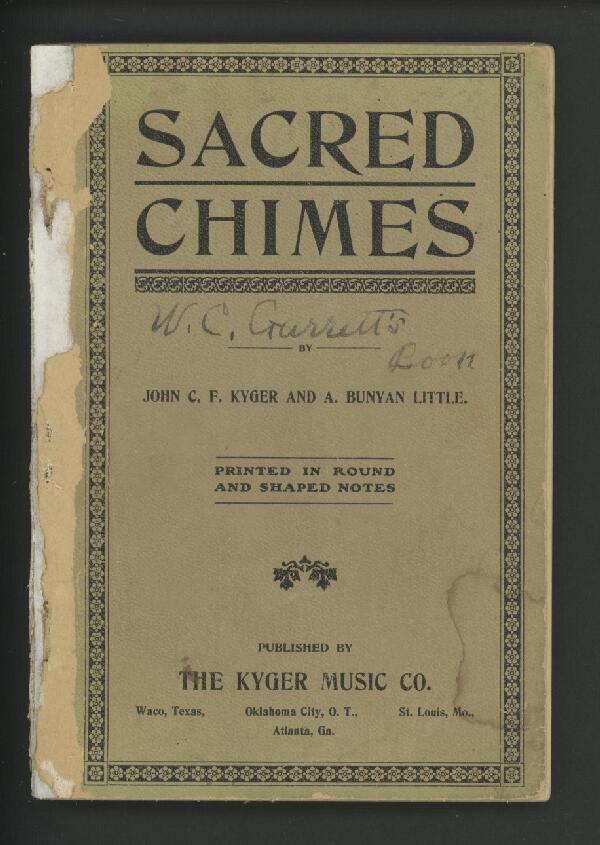 SACRED
CHIMES
W. C. Garrett's
Book
BY
JOHN C. F. KYGER AND A. BUNYAN LITTLE.
PRINTED IN ROUND
AND SHAPED NOTES
PUBLISHED BY
THE KYGER MUSIC CO.
Waco, Texas, Oklahoma City, O. T., St. Louis, Mo.,
Atlanta, Ga.